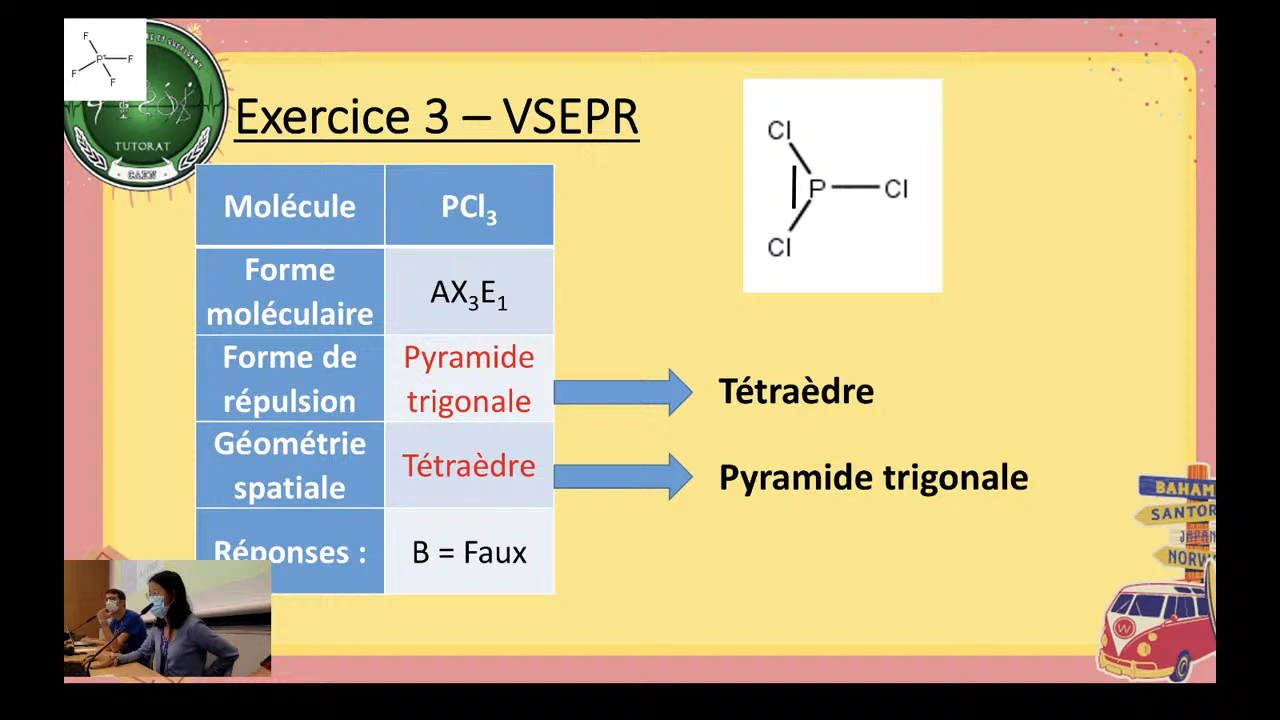 F
P+
F
F
F
TUTORAT
CAEN
Exercice 3 – VSEPR
Molécule
PCl3
Forme
moléculaire
AX3E1
Forme de
répulsion
Pyramide
trigonale
Tétraèdre
Géométrie
spatiale
Tétraèdre
Pyramide trigonale
Réponses :
B = Faux
Cl
P
Cl
Cl
BAHAM
SANTOR
JAPAN
NORW
W